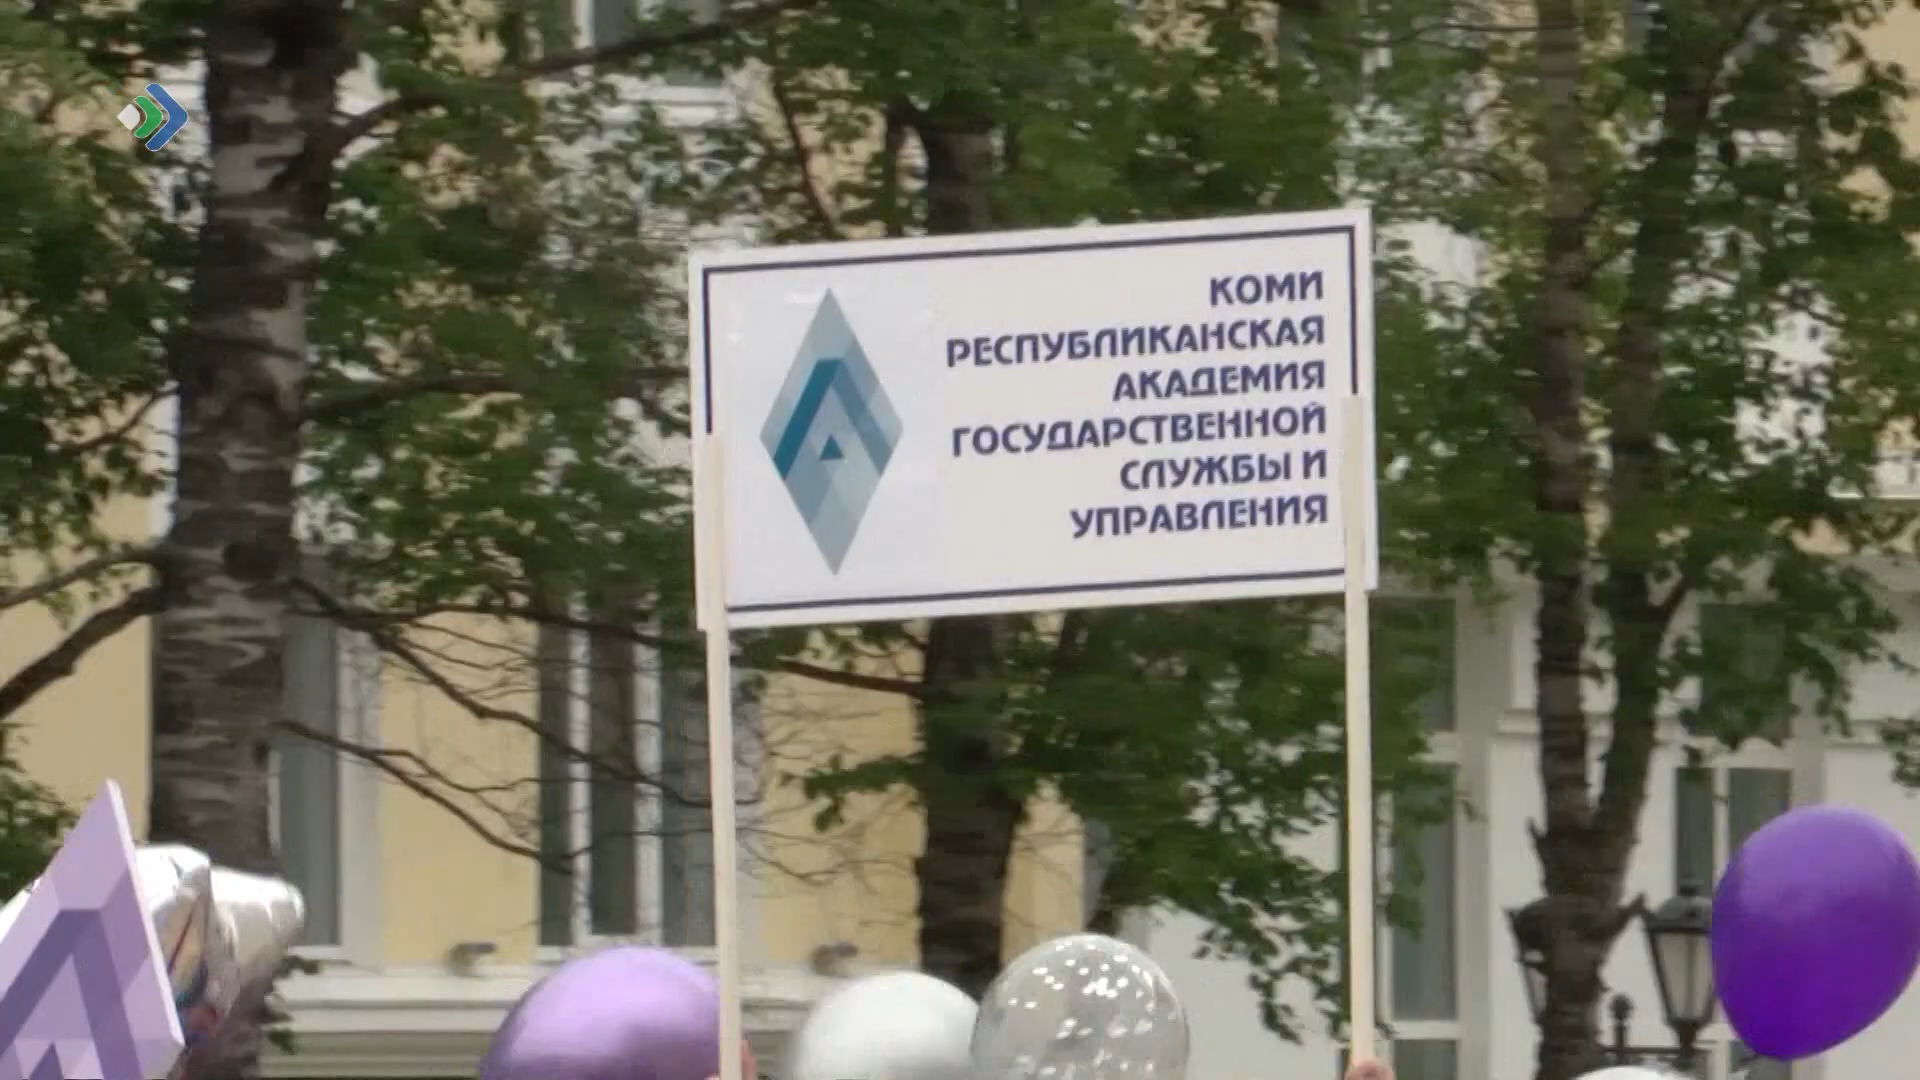 КОМИ
РЕСПУБЛИКАНСКАЯ
АКАДЕМИЯ
ГОСУДАРСТВЕННОЙ
СЛУЖБЫ И
УПРАВЛЕНИЯ